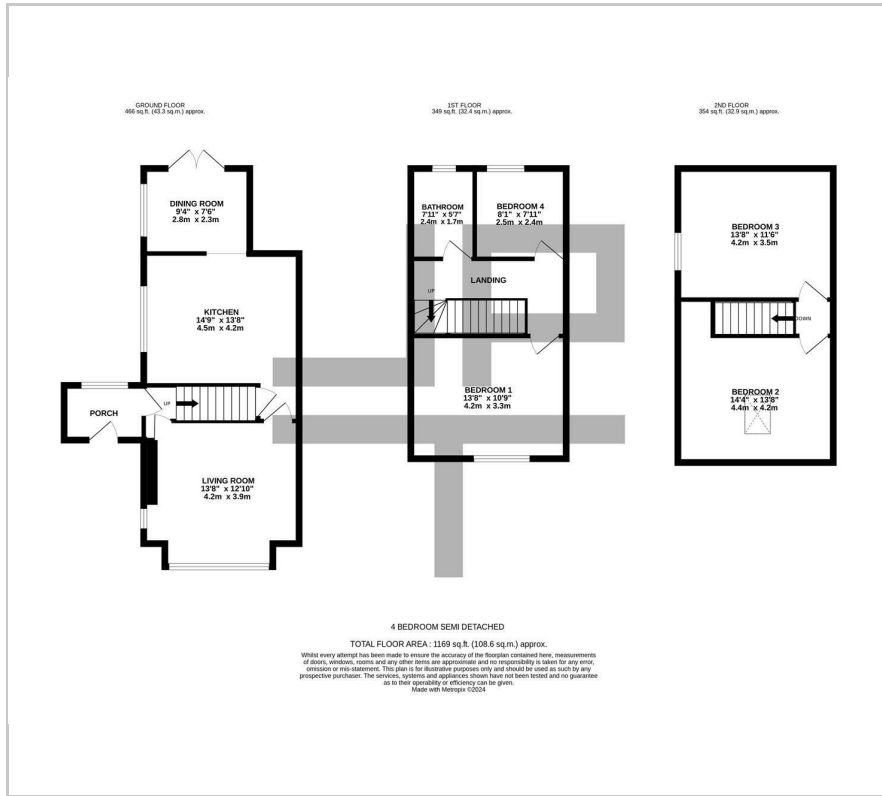 GROUND FLOOR
466 sq.ft. (43.3 sq.m.) approx.
1ST FLOOR
349 sq.ft. (32.4 sq.m.) approx.
2ND FLOOR
354 sq.ft. (32.9 sq.m.) approx.
DINING ROOM
9'4" x 7'6"
2.8m x 2.3m
KITCHEN
14'9" x 13'8"
4.5m x 4.2m
PORCH
UP
LIVING ROOM
13'8" x 12'10"
4.2m x 3.9m
BATHROOM
7'11" x 5'7"
2.4m x 1.7m
BEDROOM 4
8'1" x 7'11"
2.5m x 2.4m
LANDING
UP
BEDROOM 1
13'8" x 10'9"
4.2m x 3.3m
BEDROOM 3
13'8" x 11'6"
4.2m x 3.5m
DOWN
BEDROOM 2
14'4" x 13'8"
4.4m x 4.2m
4 BEDROOM SEMI DETACHED
TOTAL FLOOR AREA : 1169 sq.ft. (108.6 sq.m.) approx.
Whilst every attempt has been made to ensure the accuracy of the floorplan contained here, measurements
of doors, windows, rooms and any other items are approximate and no responsibility is taken for any error,
omission or mis-statement. This plan is for illustrative purposes only and should be used as such by any
prospective purchaser. The services, systems and appliances shown have not been tested and no guarantee
as to their operability or efficiency can be given.
Made with Metropix ©2024